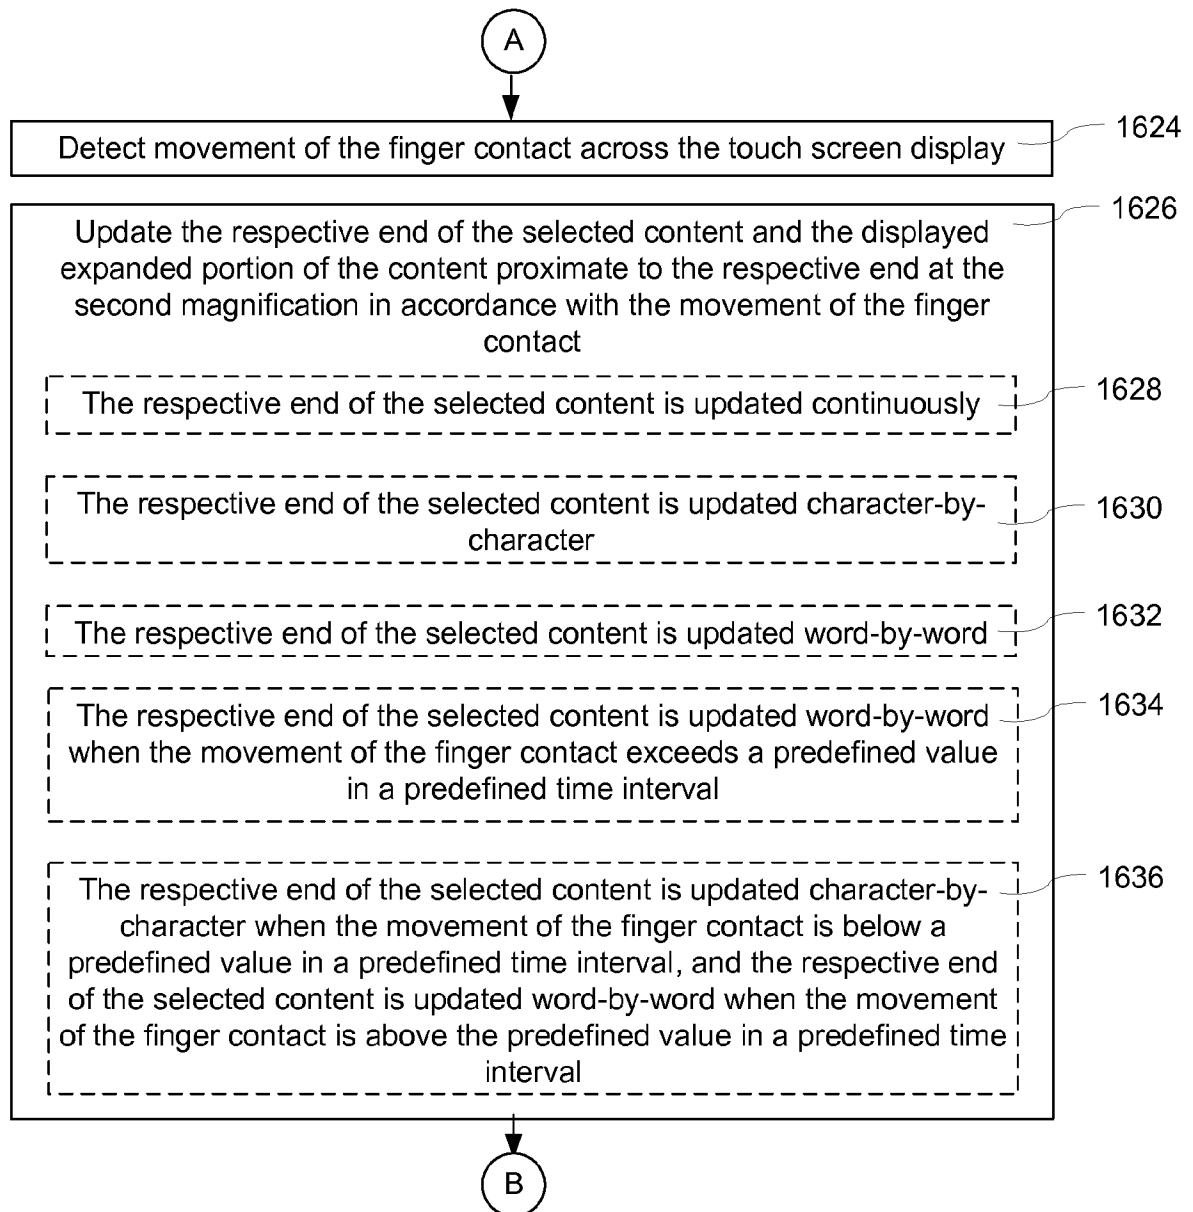 A
Detect movement of the finger contact across the touch screen display
1624
Update the respective end of the selected content and the displayed
expanded portion of the content proximate to the respective end at the
second magnification in accordance with the movement of the finger
contact
1626
The respective end of the selected content is updated continuously
1628
The respective end of the selected content is updated character-by-
character
1630
The respective end of the selected content is updated word-by-word
1632
The respective end of the selected content is updated word-by-word
when the movement of the finger contact exceeds a predefined value
in a predefined time interval
1634
The respective end of the selected content is updated character-by-
character when the movement of the finger contact is below a
predefined value in a predefined time interval, and the respective end
of the selected content is updated word-by-word when the movement
of the finger contact is above the predefined value in a predefined time
interval
1636
B